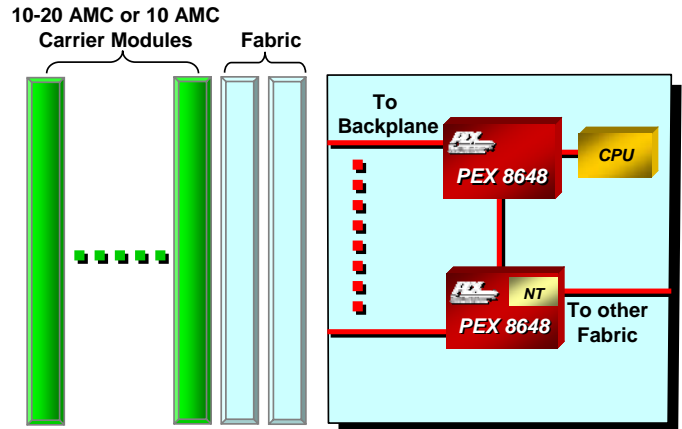 10-20 AMC or 10 AMC
Carrier Modules
Fabric
To
Backplane
PEX 8648
CPU
PEX 8648
NT
To other
Fabric